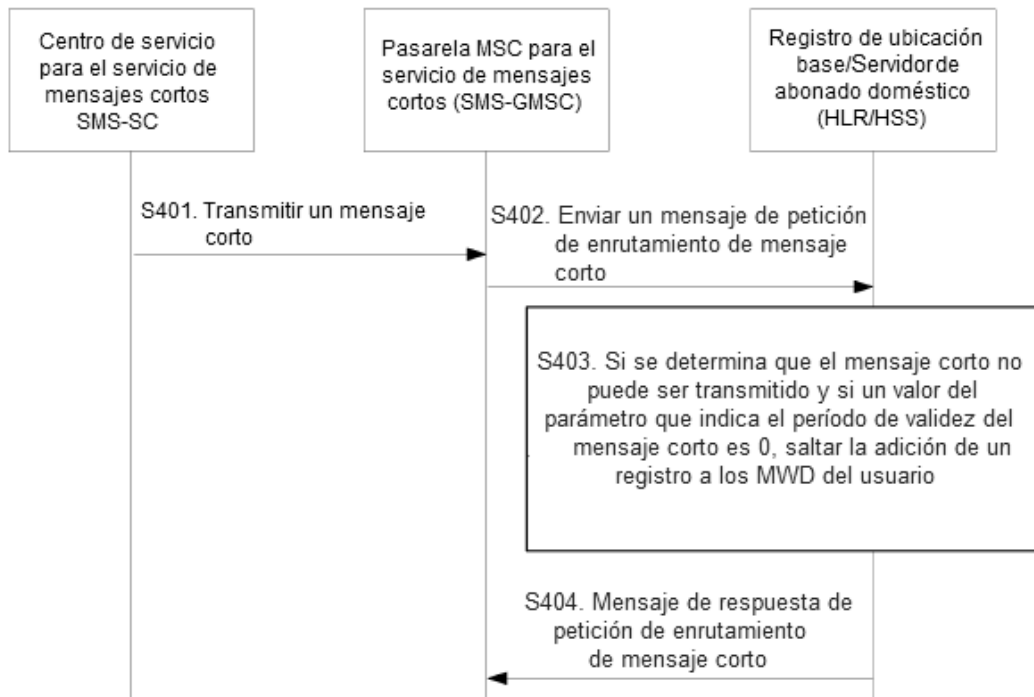 Centro de servicio
para el servicio de
mensajes cortos
SMS-SC
Pasarela MSC para el
servicio de mensajes
cortos (SMS-GMSC)
Registro de ubicación
base/Servidor de
abonado doméstico
(HLR/HSS)
S401. Transmitir un mensaje
corto
S402. Enviar un mensaje de petición
de enrutamiento de mensaje
corto
S403. Si se determina que el mensaje corto no
puede ser transmitido y si un valor del
parámetro que indica el período de validez del
mensaje corto es 0, saltar la adición de un
registro a los MWD del usuario
S404. Mensaje de respuesta de
petición de enrutamiento
de mensaje corto